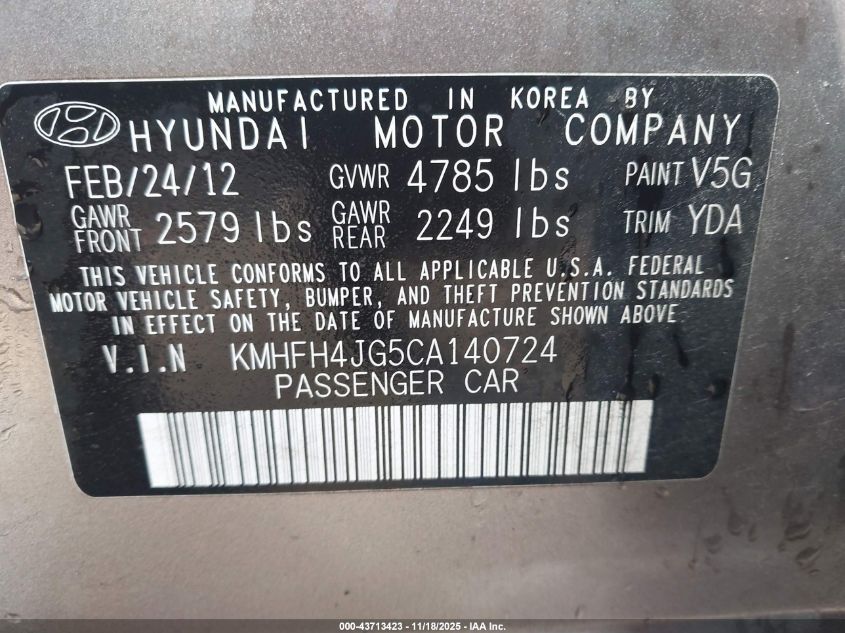 MANUFACTURED IN KOREA BY
HYUNDAI MOTOR COMPANY
FEB/24/12 GVWR 4785 lbs PAINT V5G
GAWR FRONT 2579 lbs GAWR REAR 2249 lbs TRIM YDA
THIS VEHICLE CONFORMS TO ALL APPLICABLE U.S.A. FEDERAL
MOTOR VEHICLE SAFETY, BUMPER, AND THEFT PREVENTION STANDARDS
IN EFFECT ON THE DATE OF MANUFACTURE SHOWN ABOVE
V.I.N KMHFH4JG5CA140724
PASSENGER CAR
000-43713423 - 11/18/2025 - IAA Inc.